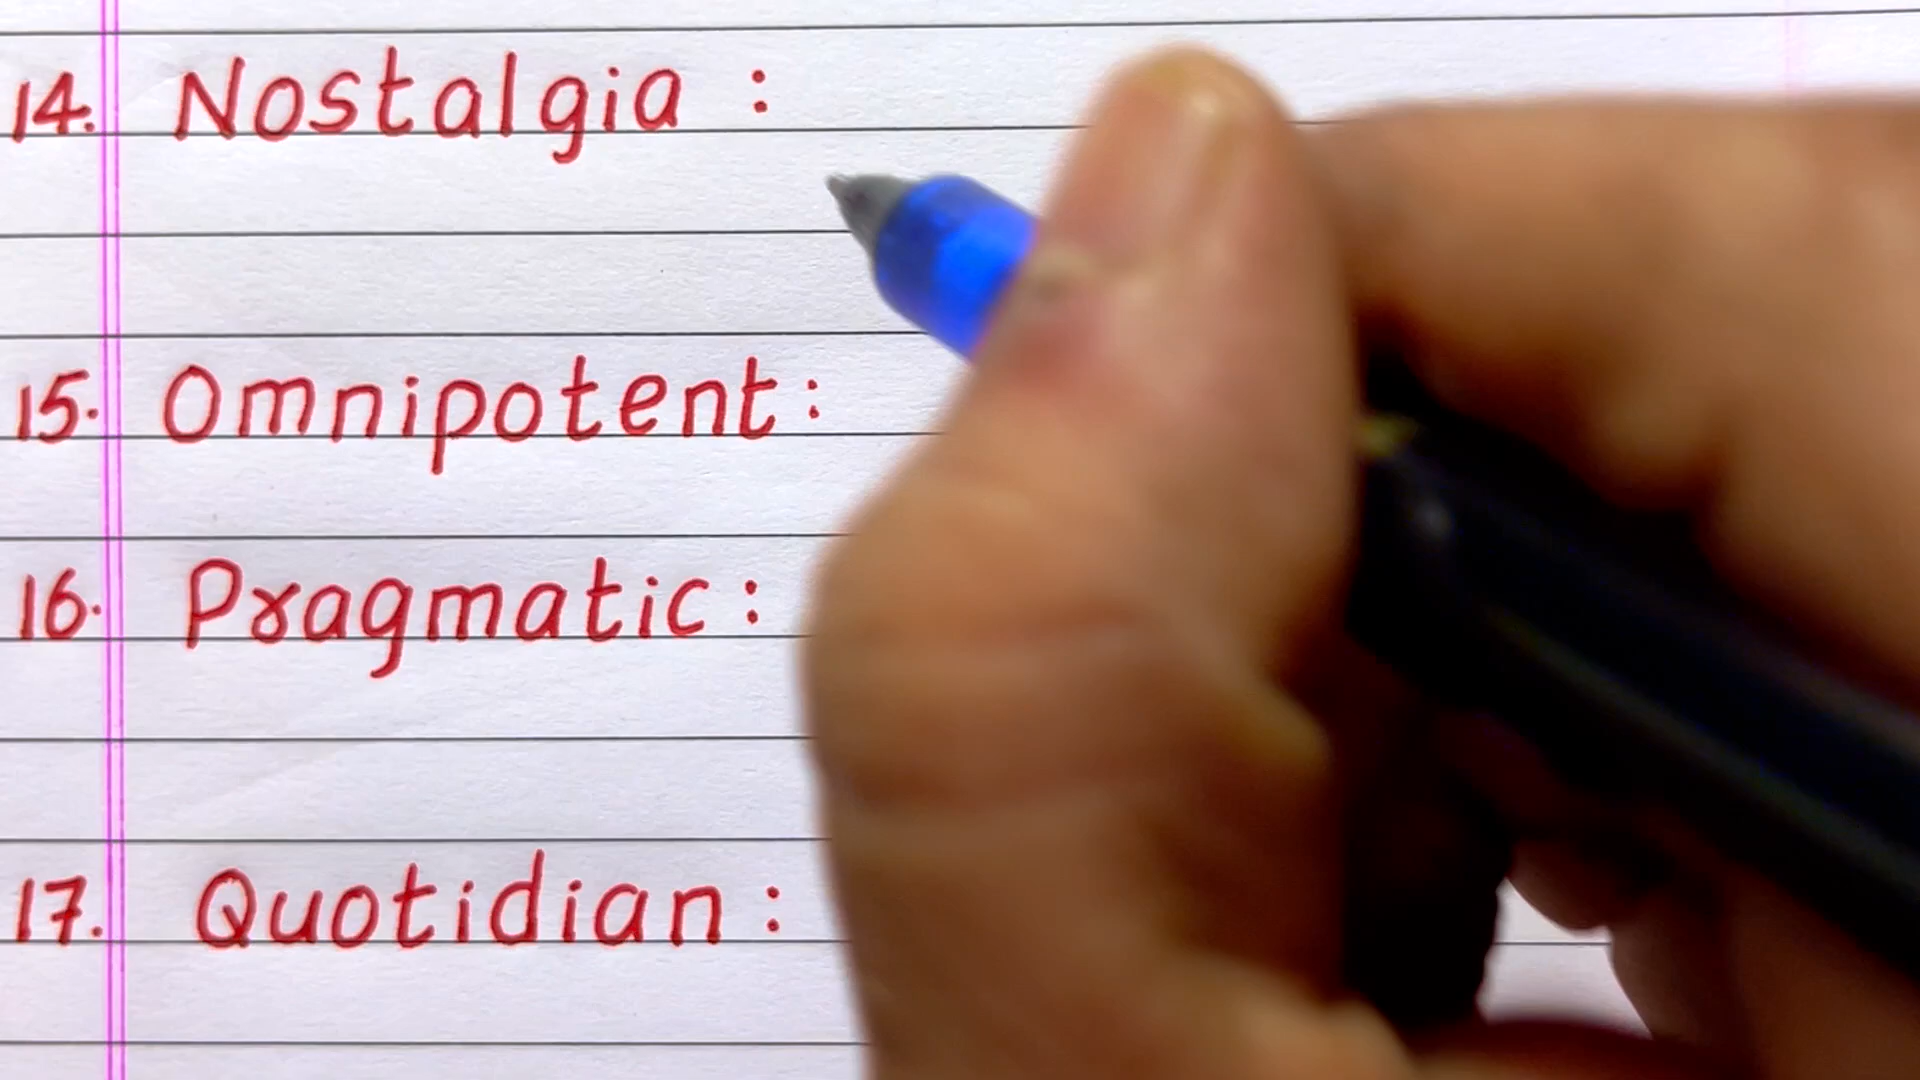 14. Nostalgia :
15. Omnipotent:
16. Pragmatic:
17. Quotidian: